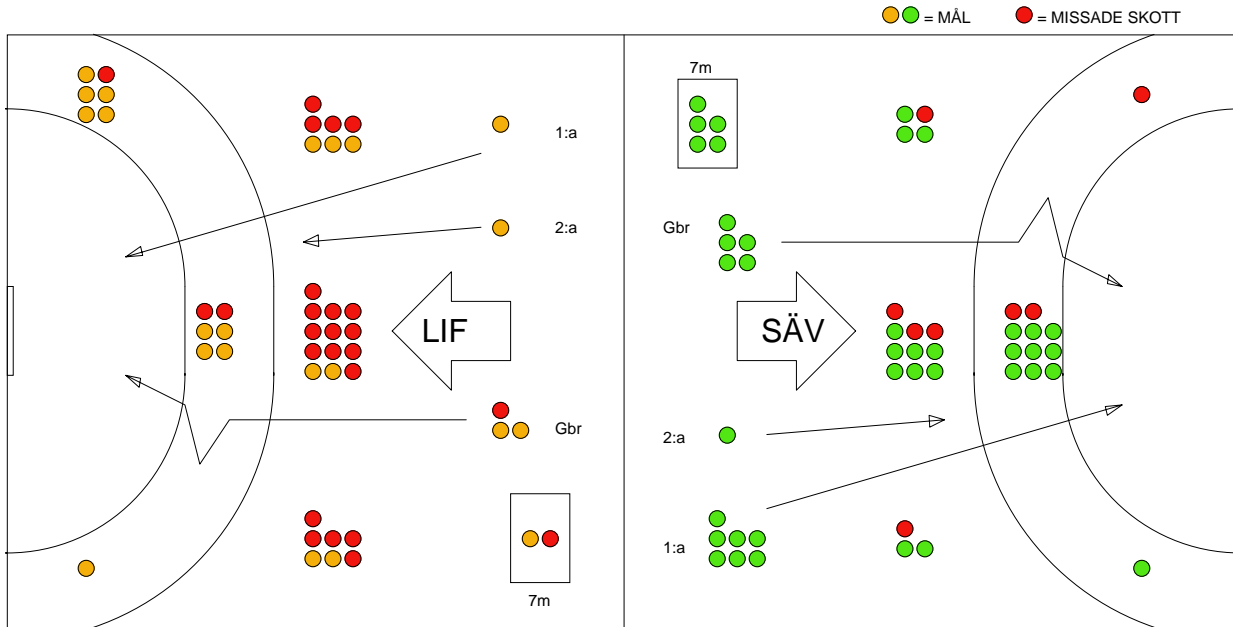 = MÅL
= MISSADE SKOTT
7m
1:a
2:a
Gbr
LIF
SÄV
Gbr
2:a
1:a
7m